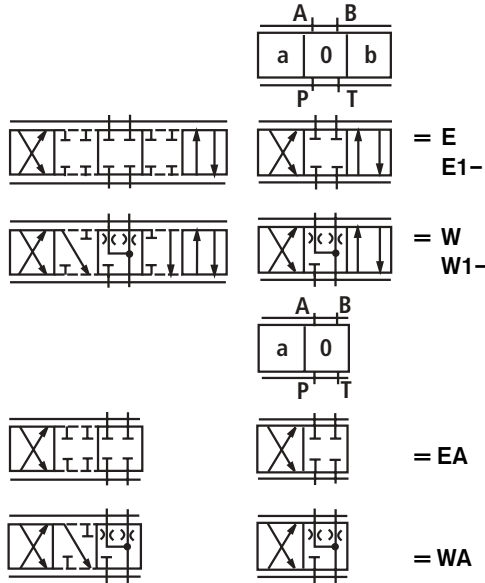 A B
a 0 b
P T
= E
E1–
= W
W1–
A B
a 0
P T
= EA
= WA